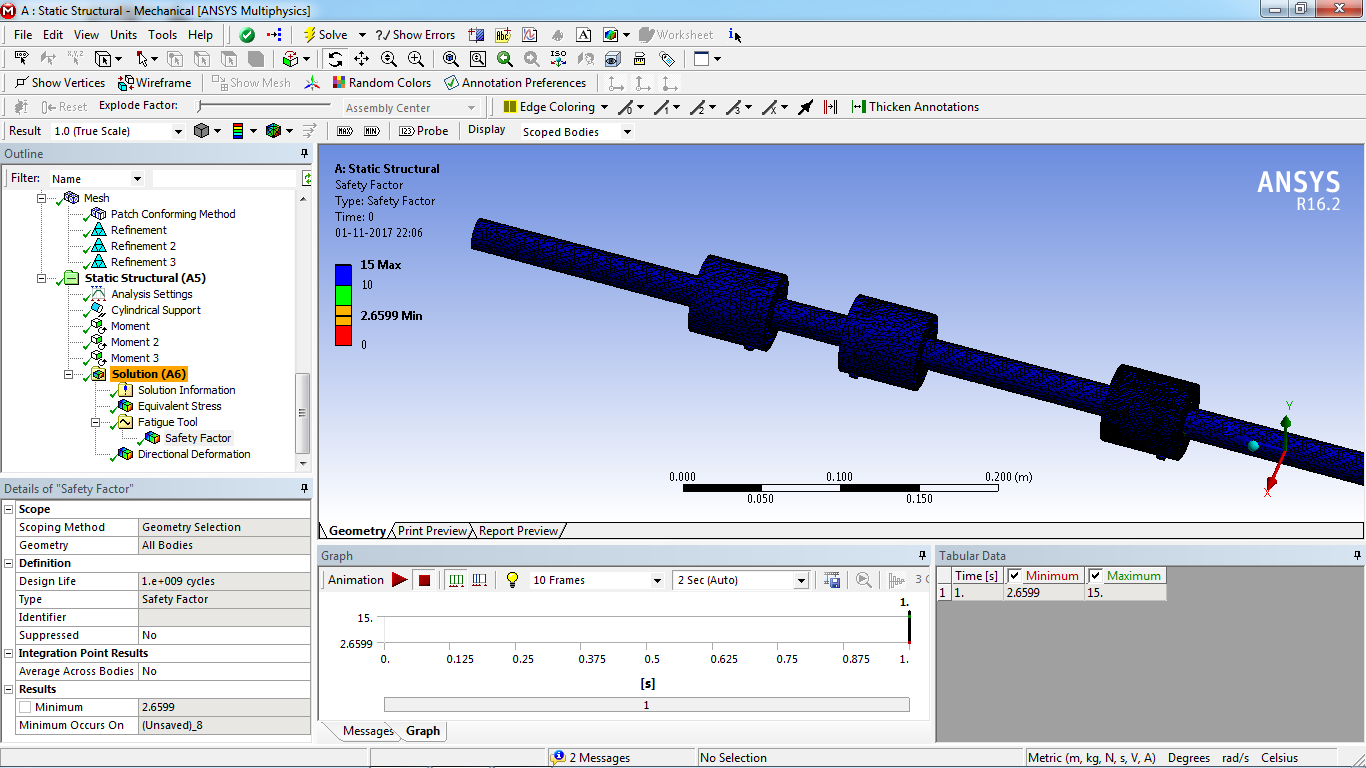 A : Static Structural - Mechanical [ANSYS Multiphysics]
File Edit View Units Tools Help Solve ?/ Show Errors A Worksheet i
ISO
Show Vertices Wireframe Show Mesh Random Colors Annotation Preferences
Reset Explode Factor: Assembly Center Edge Coloring 0 1 2 3 X Thicken Annotations
Result 1.0 (True Scale) MAX MIN 123 Probe Display Scoped Bodies
Outline
Filter: Name
Mesh
Patch Conforming Method
Refinement
Refinement 2
Refinement 3
Static Structural (A5)
Analysis Settings
Cylindrical Support
Moment
Moment 2
Moment 3
Solution (A6)
Solution Information
Equivalent Stress
Fatigue Tool
Safety Factor
Directional Deformation
Details of "Safety Factor"
Scope
Scoping Method Geometry Selection
Geometry All Bodies
Definition
Design Life 1.e+009 cycles
Type Safety Factor
Identifier
Suppressed No
Integration Point Results
Average Across Bodies No
Results
Minimum 2.6599
Minimum Occurs On (Unsaved)_8
A: Static Structural
Safety Factor
Type: Safety Factor
Time: 0
01-11-2017 22:06
15 Max
10
2.6599 Min
0
ANSYS
R16.2
Y
X
0.000 0.100 0.200 (m)
0.050 0.150
Geometry Print Preview Report Preview
Graph
Animation 10 Frames 2 Sec (Auto) 3
1.
15.
2.6599
0. 0.125 0.25 0.375 0.5 0.625 0.75 0.875 1.
[s]
1
Messages Graph
Tabular Data
Time [s] Minimum Maximum
1 1. 2.6599 15.
2 Messages No Selection Metric (m, kg, N, s, V, A) Degrees rad/s Celsius